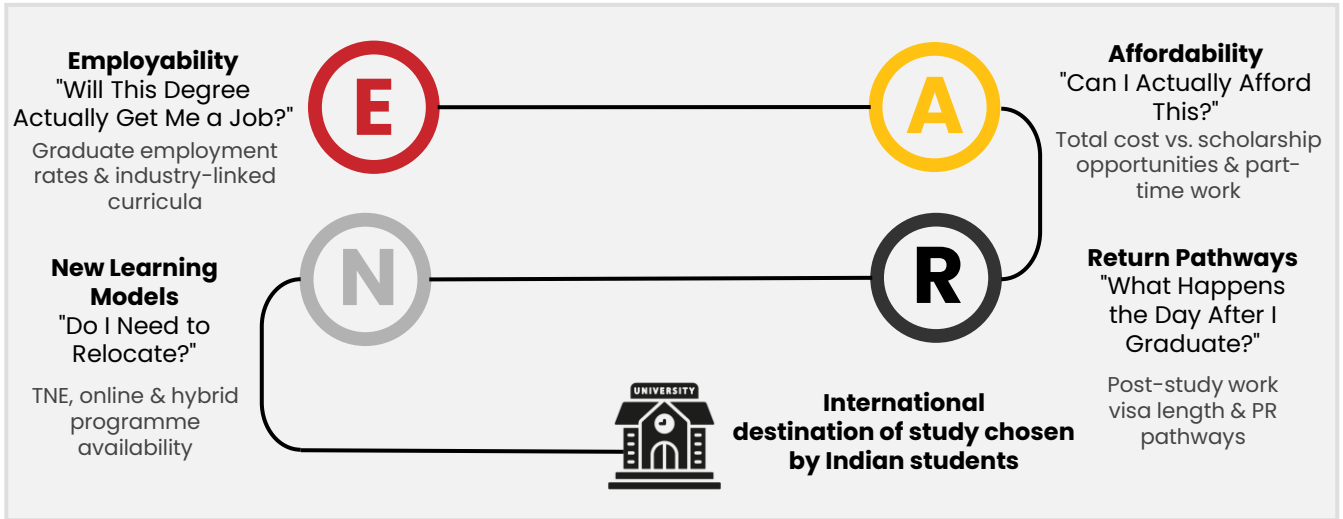 Employability
"Will This Degree
Actually Get Me a Job?"
Graduate employment
rates & industry-linked
curricula
E
A
Affordability
"Can I Actually Afford
This?"
Total cost vs. scholarship
opportunities & part-
time work
New Learning
Models
"Do I Need to
Relocate?"
TNE, online & hybrid
programme
availability
N
R
Return Pathways
"What Happens
the Day After I
Graduate?"
Post-study work
visa length & PR
pathways
UNIVERSITY
International
destination of study chosen
by Indian students